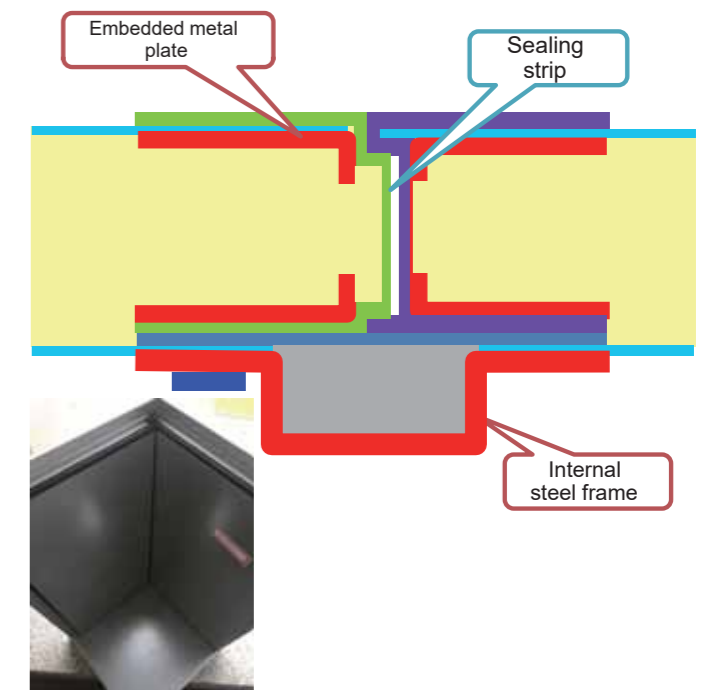 Embedded metal
plate
Sealing
strip
Internal
steel frame